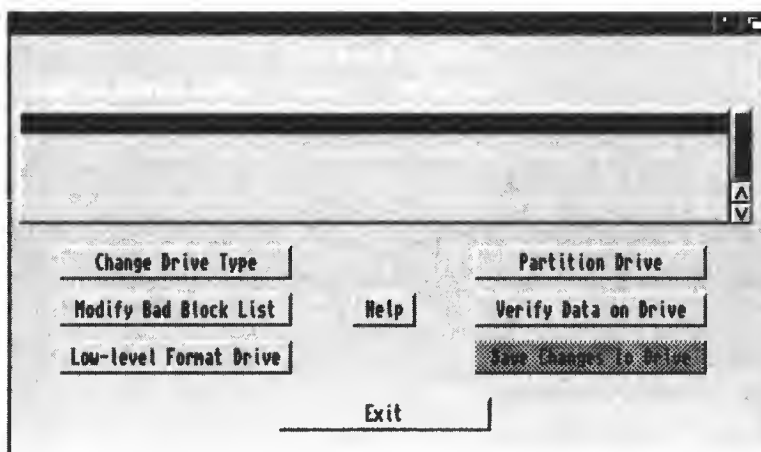 Change Drive Type
Partition Drive
Modify Bad Block List
Help
Verify Data on Drive
Low-level Format Drive
Save Changes to Drive
Exit